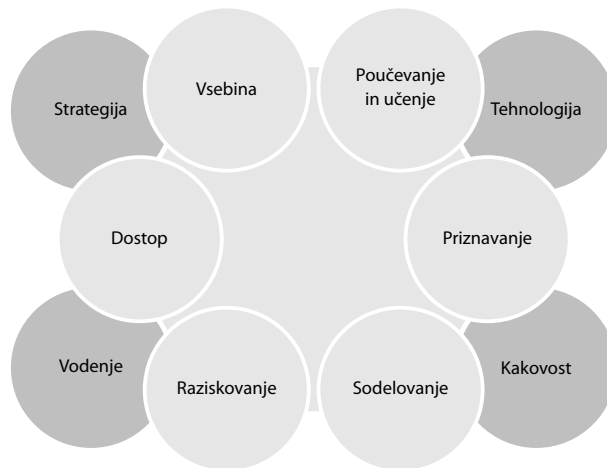 Strategija
Vsebina
Poučevanje
in učenje
Tehnologija
Dostop
Priznavanje
Vodenje
Raziskovanje
Sodelovanje
Kakovost